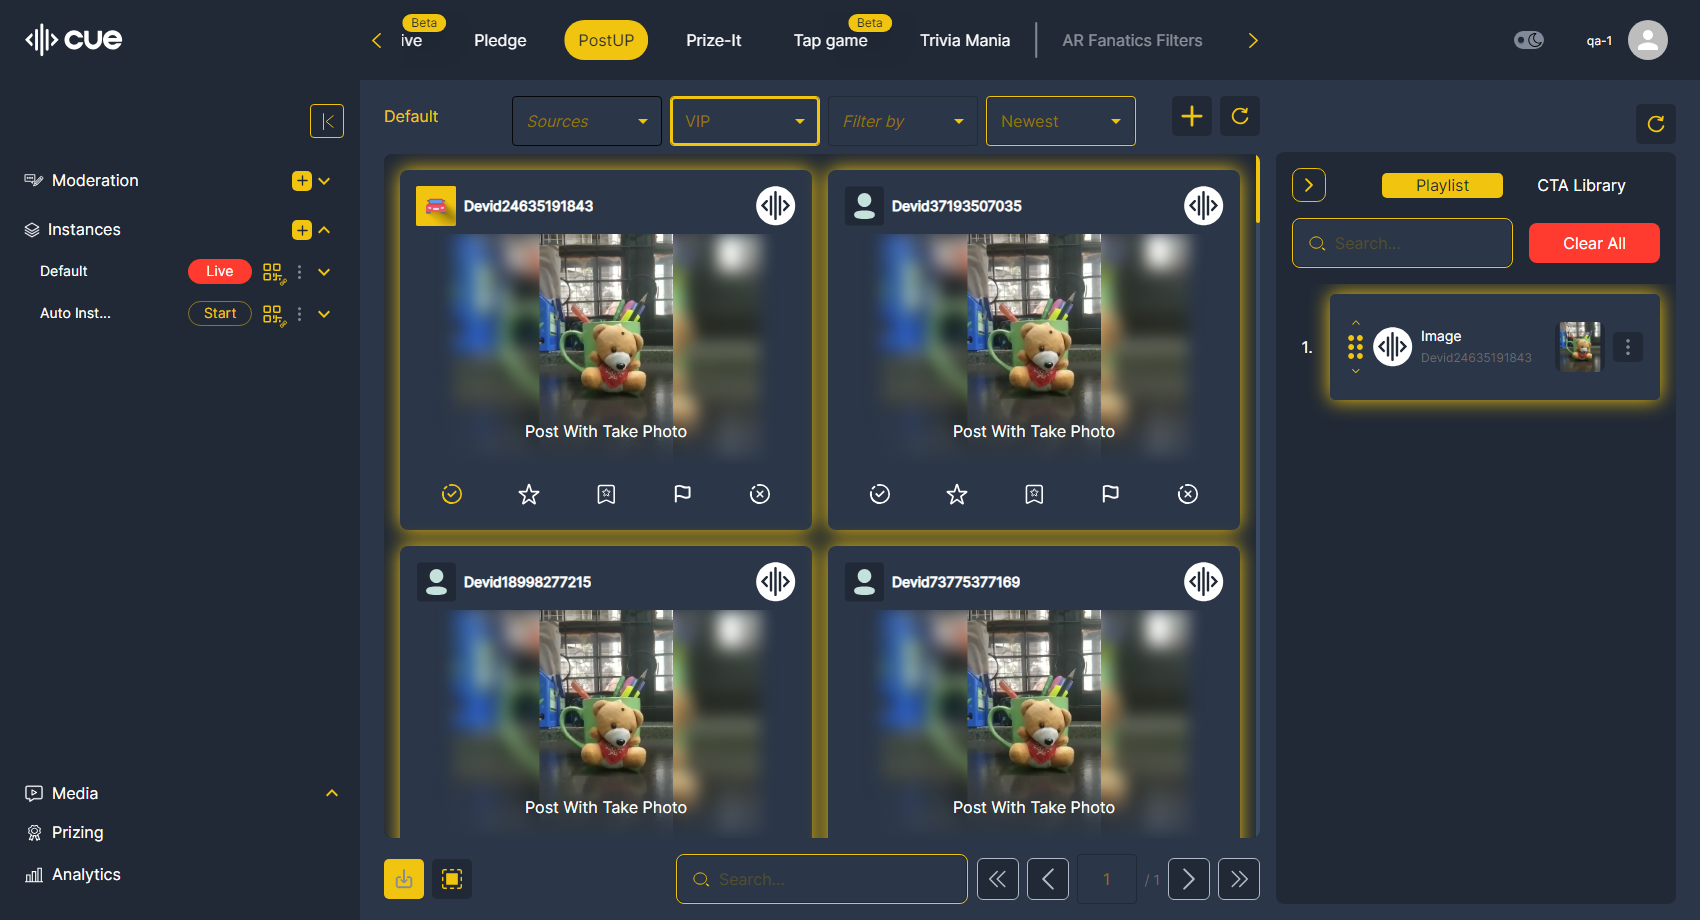 cue
Beta
ive
Pledge
PostUP
Prize-It
Beta
Tap game
Trivia Mania
AR Fanatics Filters
qa-1
Moderation
Instances
Default
Live
Auto Inst...
Start
Media
Prizing
Analytics
Default
Sources
VIP
Filter by
Newest
Devid24635191843
Post With Take Photo
Devid37193507035
Post With Take Photo
Devid18998277215
Post With Take Photo
Devid73775377169
Post With Take Photo
Search...
1
/ 1
Playlist
CTA Library
Search...
Clear All
1.
Image
Devid24635191843